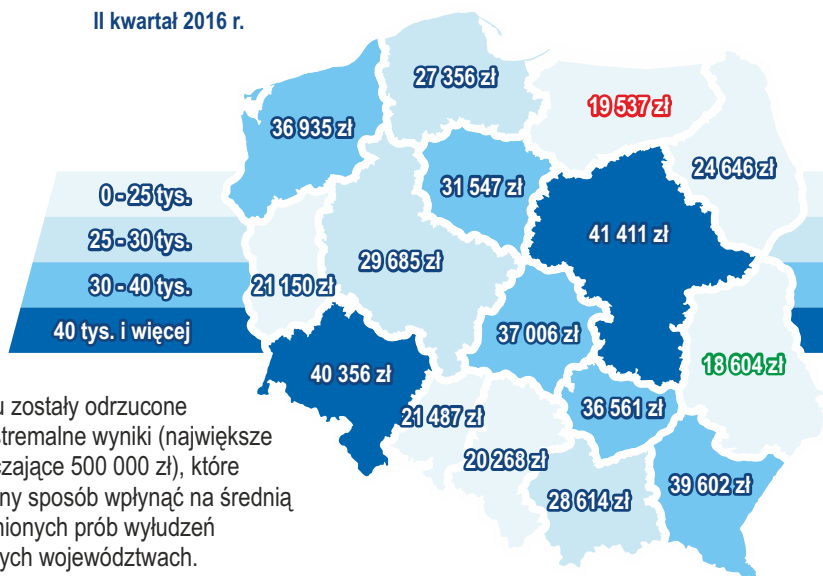 II kwartał 2016 r.
27 356 zł
19 537 zł
36 935 zł
24 646 zł
31 547 zł
0 - 25 tys.
25 - 30 tys.
30 - 40 tys.
40 tys. i więcej
41 411 zł
29 685 zł
21 150 zł
37 006 zł
18 604 zł
40 356 zł
21 487 zł
36 561 zł
20 268 zł
39 602 zł
28 614 zł
u zostały odrzucone
stremalne wyniki (największe
czające 500 000 zł), które
ny sposób wpłynąć na średnią
nionych prób wyłudzeń
ych województwach.